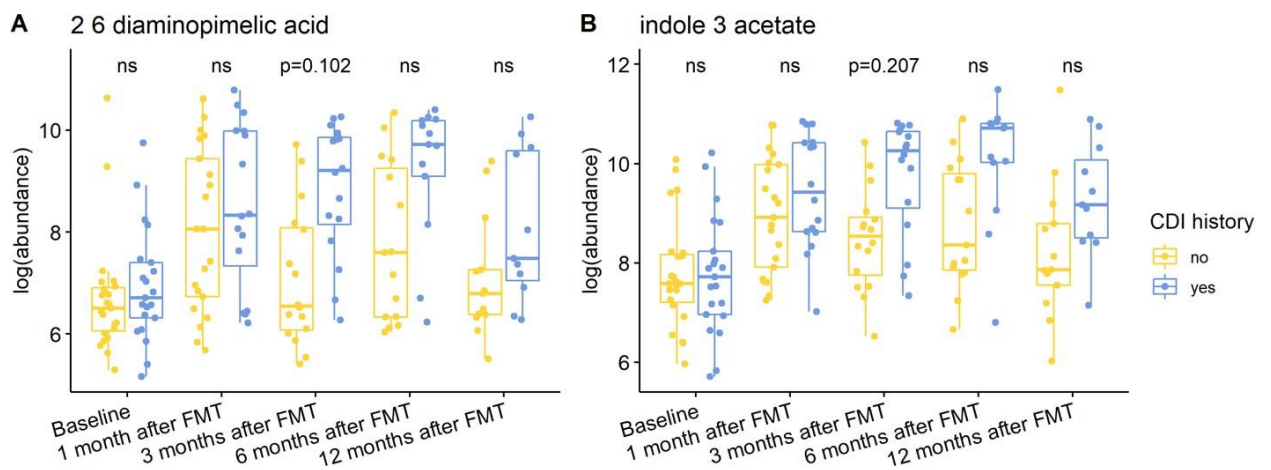 A 2 6 diaminopimelic acid
ns ns p=0.102 ns ns
log(abundance)
10
8
6
Baseline
1 month after FMT
3 months after FMT
6 months after FMT
12 months after FMT
B indole 3 acetate
ns ns p=0.207 ns ns
log(abundance)
12
10
8
6
Baseline
1 month after FMT
3 months after FMT
6 months after FMT
12 months after FMT
CDI history
no
yes